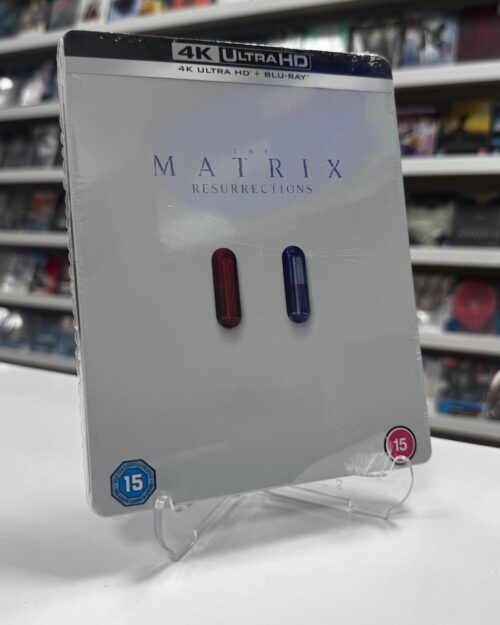 4K ULTRA HD
4K ULTRA HD + BLU-RAY
THE
MATRIX
RESURRECTIONS
15
15